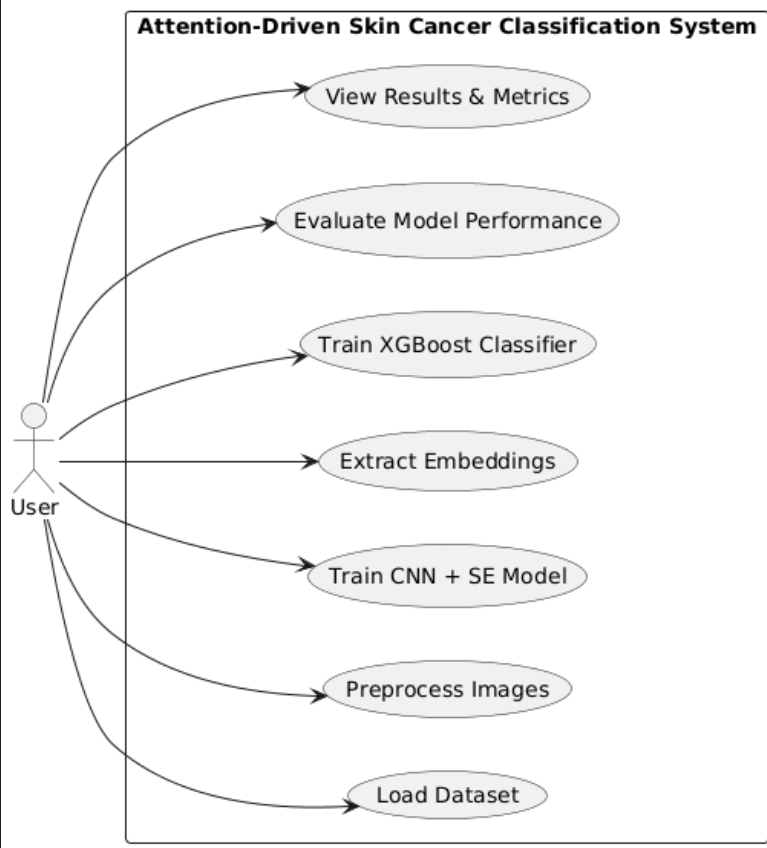 Attention-Driven Skin Cancer Classification System
View Results & Metrics
Evaluate Model Performance
Train XGBoost Classifier
Extract Embeddings
User
Train CNN + SE Model
Preprocess Images
Load Dataset